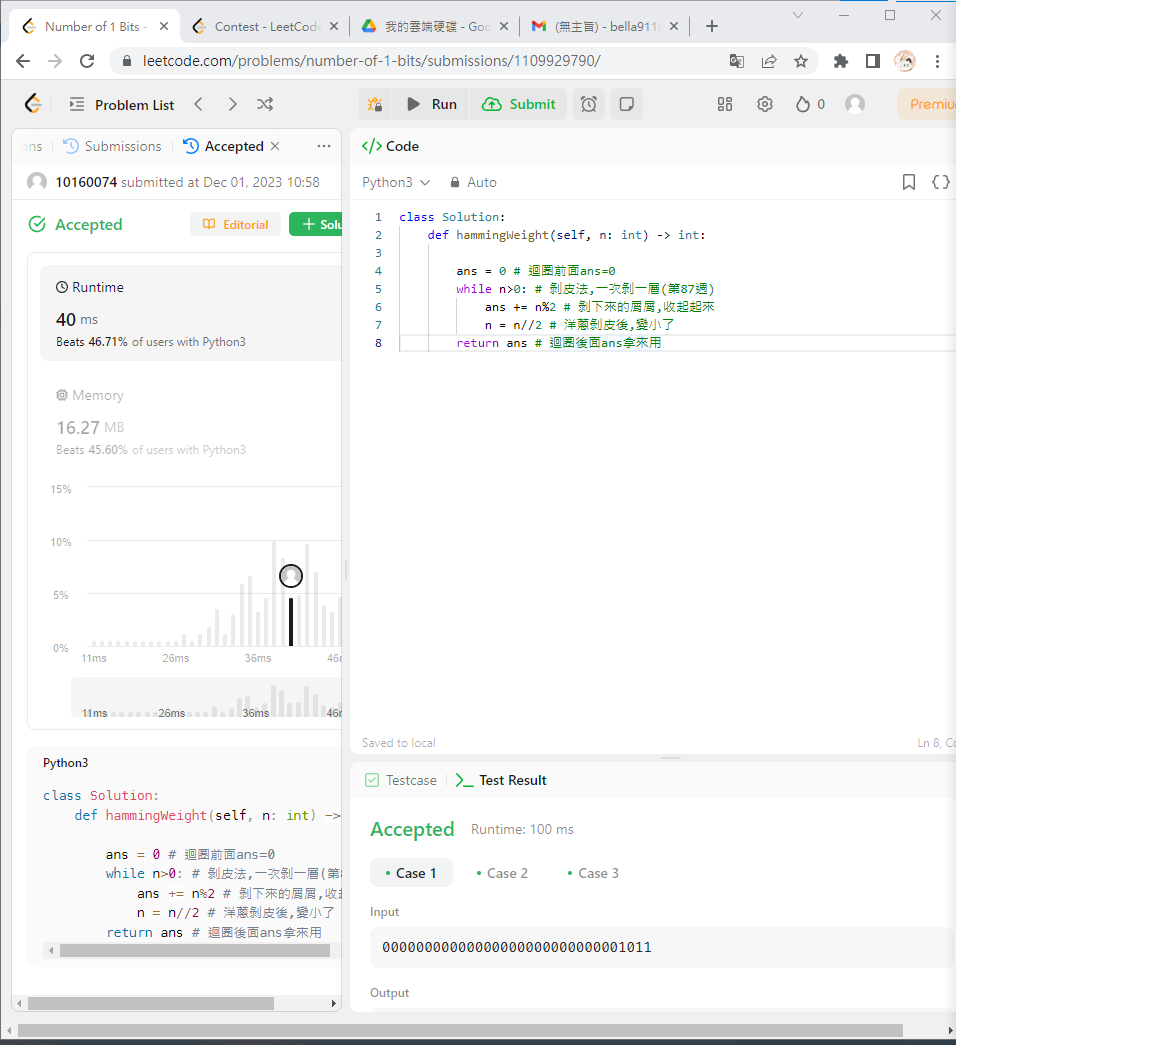 Number of 1 Bits -
Contest - LeetCode
我的雲端硬碟 - Goo
(無主旨) - bella911
leetcode.com/problems/number-of-1-bits/submissions/1109929790/
Problem List
Run
Submit
0
Premiu
ons
Submissions
Accepted
10160074 submitted at Dec 01, 2023 10:58
Accepted
Editorial
Solu
Runtime
40 ms
Beats 46.71% of users with Python3
Memory
16.27 MB
Beats 45.60% of users with Python3
15%
10%
5%
0%
11ms 26ms 36ms 46m
11ms 26ms 36ms 46m
Python3
class Solution:
def hammingWeight(self, n: int) ->
ans = 0 # 迴圈前面ans=0
while n>0: # 剝皮法,一次剝一層(第8
ans += n%2 # 剝下來的屑屑,收起
n = n//2 # 洋蔥剝皮後,變小了
return ans # 迴圈後面ans拿來用
</> Code
Python3
Auto
1 class Solution:
2 def hammingWeight(self, n: int) -> int:
3
4 ans = 0 # 迴圈前面ans=0
5 while n>0: # 剝皮法,一次剝一層(第87週)
6 ans += n%2 # 剝下來的屑屑,收起起來
7 n = n//2 # 洋蔥剝皮後,變小了
8 return ans # 迴圈後面ans拿來用
Saved to local
Ln 8, Co
Testcase
Test Result
Accepted Runtime: 100 ms
• Case 1 • Case 2 • Case 3
Input
00000000000000000000000000001011
Output